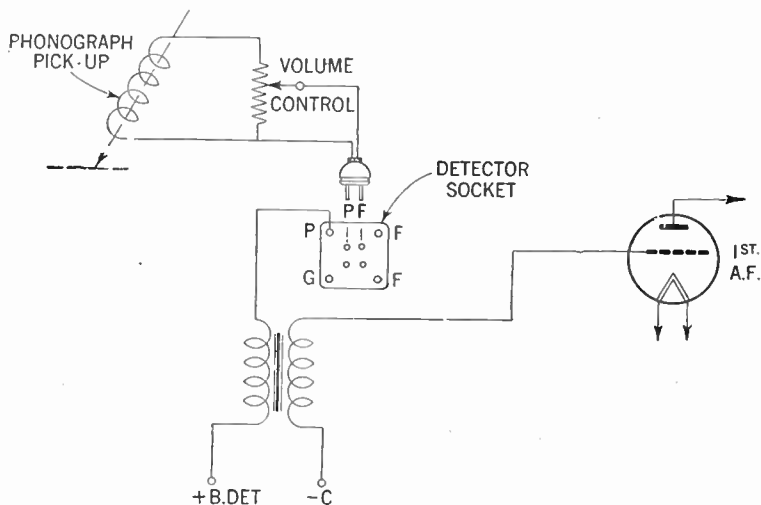 PHONOGRAPH
PICK-UP
VOLUME
CONTROL
DETECTOR
SOCKET
P F
P F
G F
1ST.
A.F.
+B.DET -C